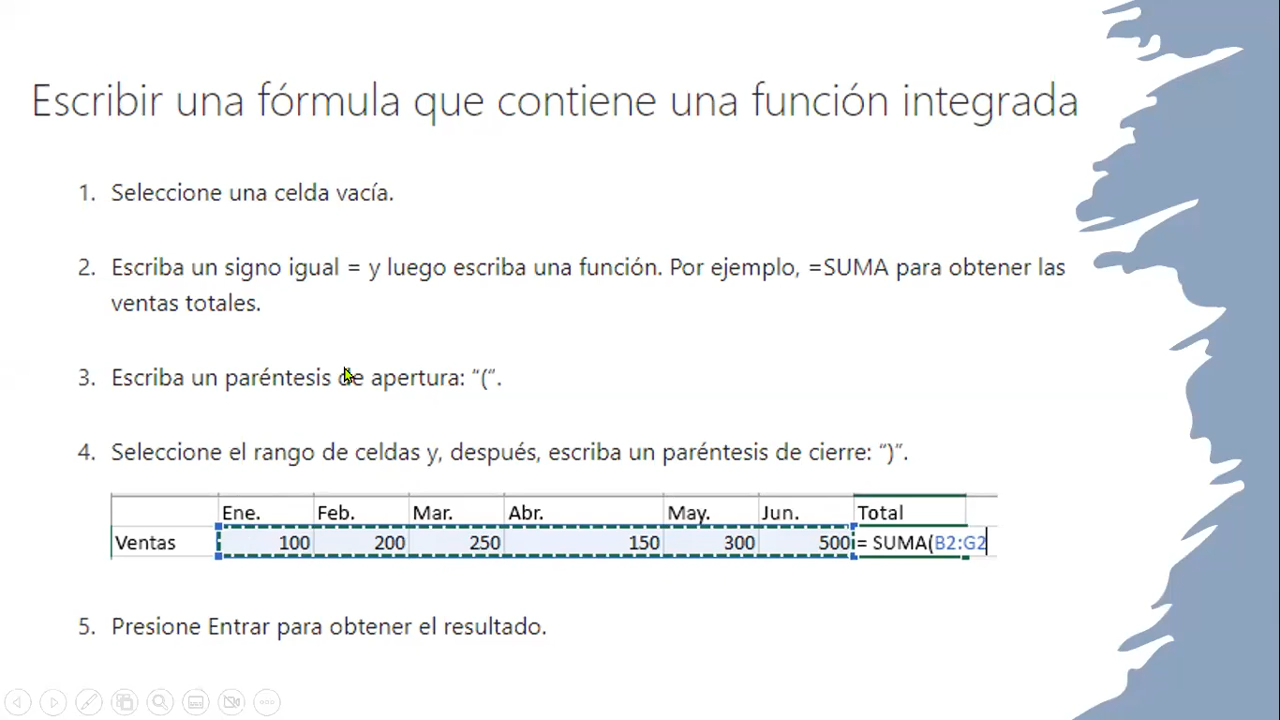 Escribir una fórmula que contiene una función integrada
1. Seleccione una celda vacía.
2. Escriba un signo igual = y luego escriba una función. Por ejemplo, =SUMA para obtener las
ventas totales.
3. Escriba un paréntesis de apertura: “(”.
4. Seleccione el rango de celdas y, después, escriba un paréntesis de cierre: “)”.
Ene. Feb. Mar. Abr. May. Jun. Total
Ventas 100 200 250 150 300 500 = SUMA(B2:G2
5. Presione Entrar para obtener el resultado.